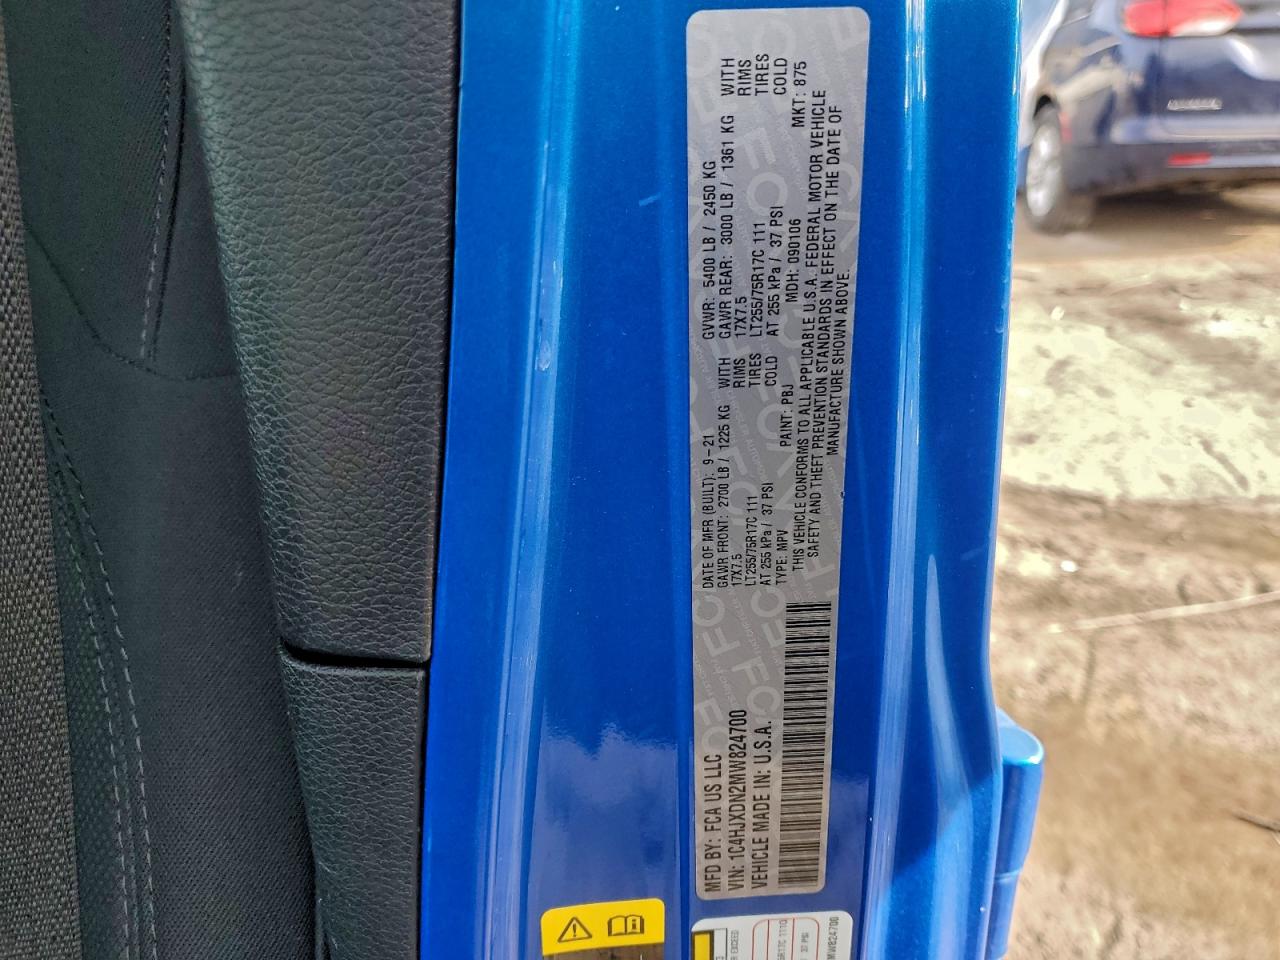 MFD BY: FCA US LLC
DATE OF MFR (BUILT): 9-21 GVWR: 5400 LB / 2450 KG
VIN: 1C4HJXDN2MW824700
GAWR FRONT: 2700 LB / 1225 KG WITH GAWR REAR: 3000 LB / 1361 KG WITH
17X7.5 RIMS 17X7.5 RIMS
VEHICLE MADE IN: U.S.A.
LT255/75R17C 111 TIRES LT255/75R17C 111 TIRES
AT 255 kPa / 37 PSI COLD AT 255 kPa / 37 PSI COLD
TYPE: MPV PAINT: PBJ MDH: 090106 MKT: 875
THIS VEHICLE CONFORMS TO ALL APPLICABLE U.S.A. FEDERAL MOTOR VEHICLE
SAFETY AND THEFT PREVENTION STANDARDS IN EFFECT ON THE DATE OF
MANUFACTURE SHOWN ABOVE.
37 PSI
MW824700